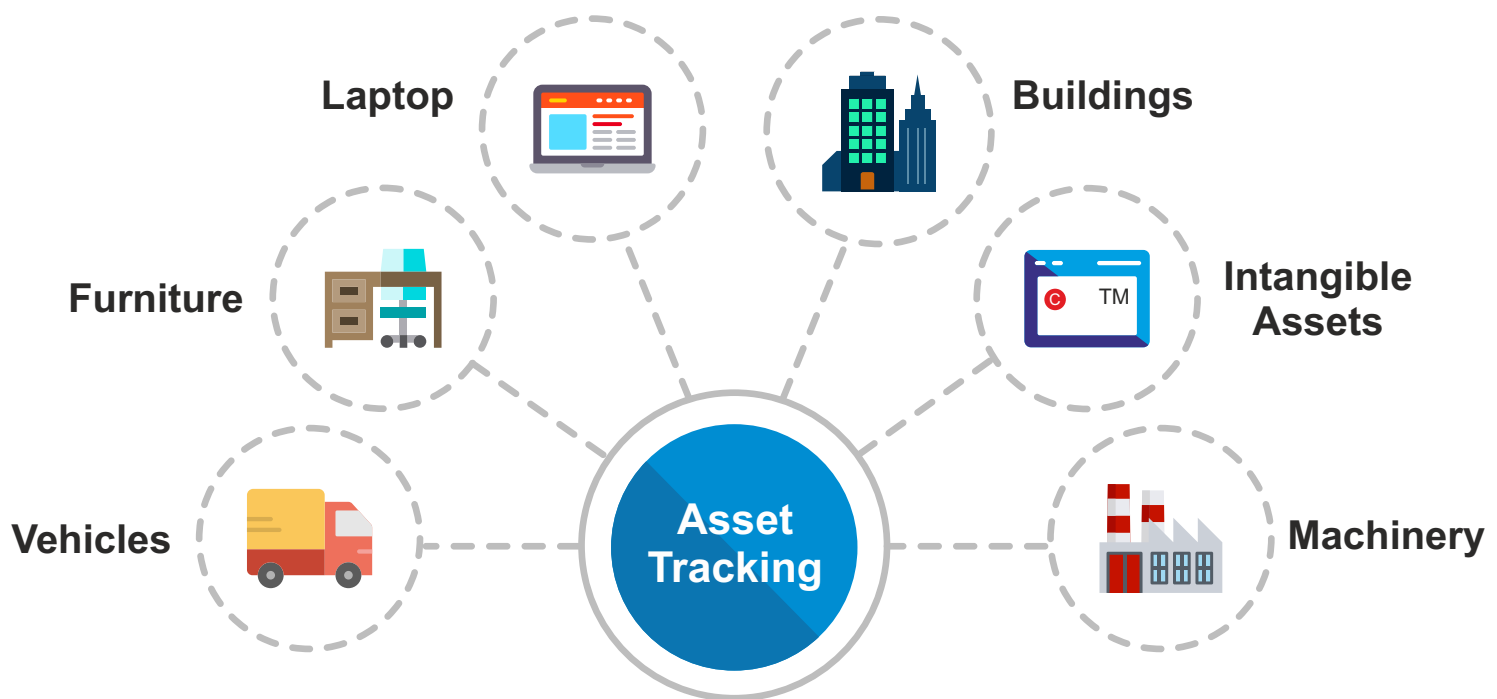 Laptop
Buildings
Furniture
Intangible
Assets
C
TM
Vehicles
Asset
Tracking
Machinery